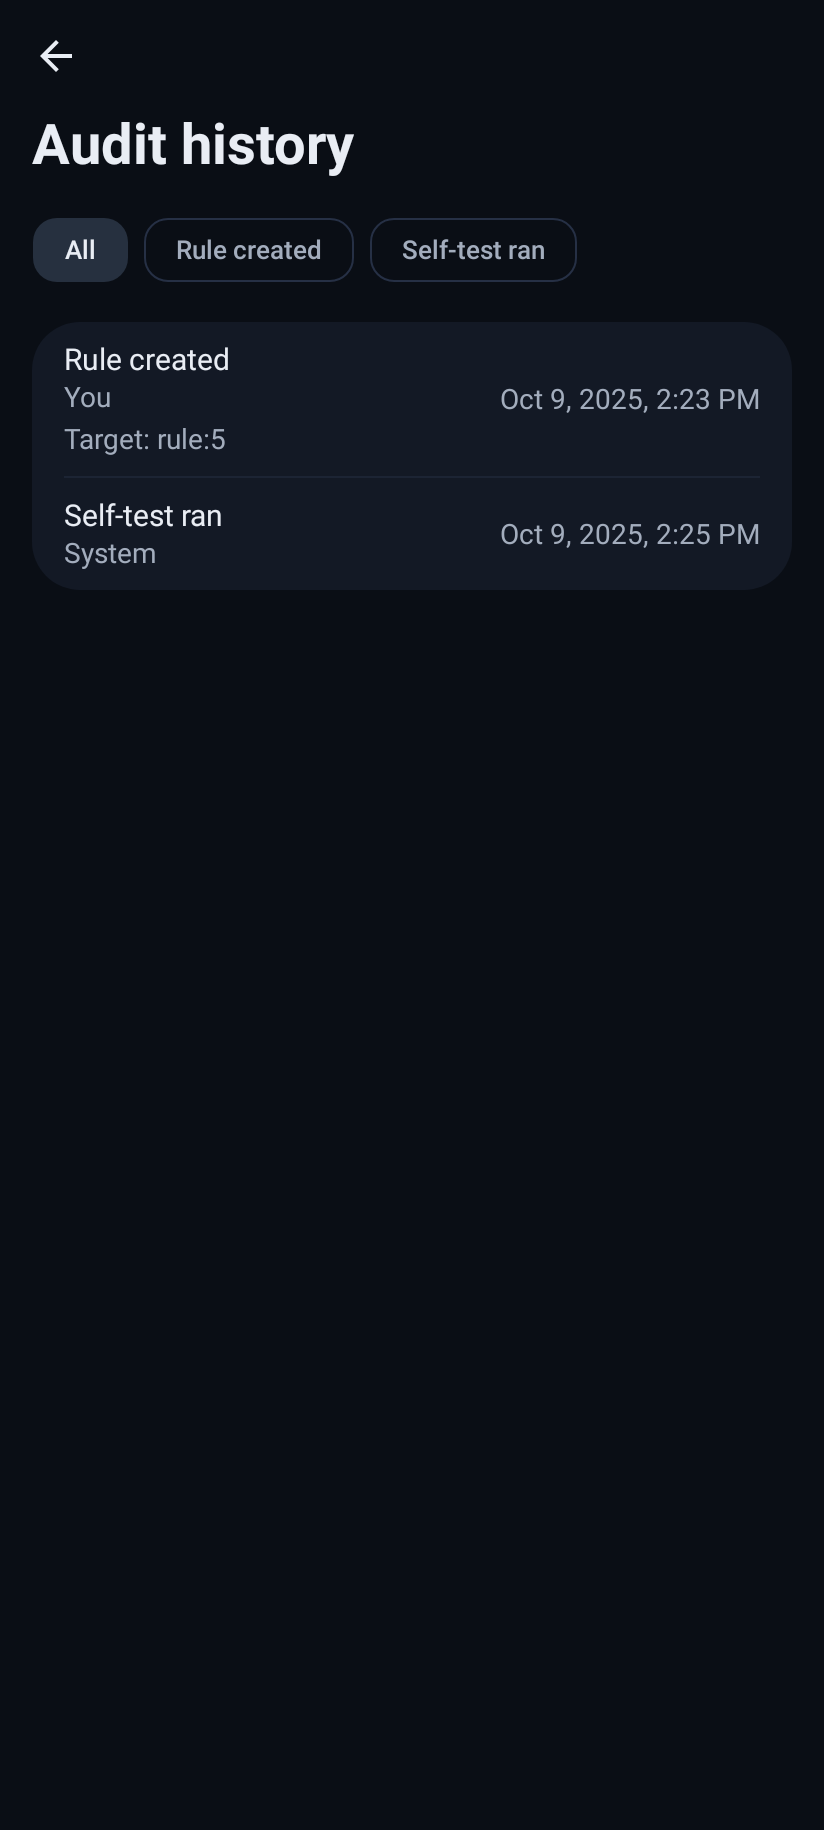 Audit history
All
Rule created
Self-test ran
Rule created
You
Target: rule:5
Oct 9, 2025, 2:23 PM
Self-test ran
System
Oct 9, 2025, 2:25 PM